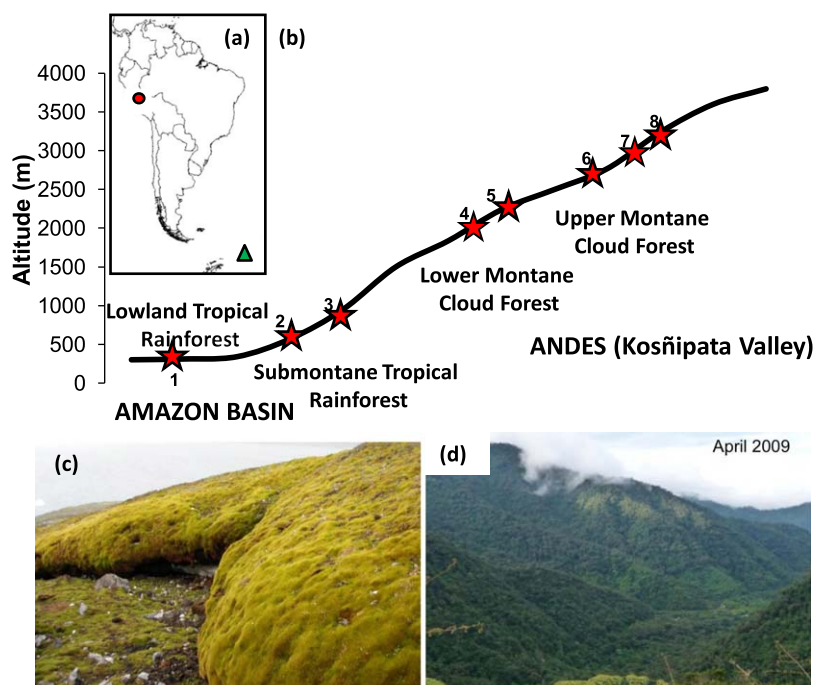 (a)
(b)
4000
3500
3000
2500
2000
1500
1000
500
0
Altitude (m)
8
7
6
5
4
3
2
1
Upper Montane
Cloud Forest
Lower Montane
Cloud Forest
Lowland Tropical
Rainforest
ANDES (Kosñipata Valley)
Submontane Tropical
Rainforest
AMAZON BASIN
(c)
(d)
April 2009